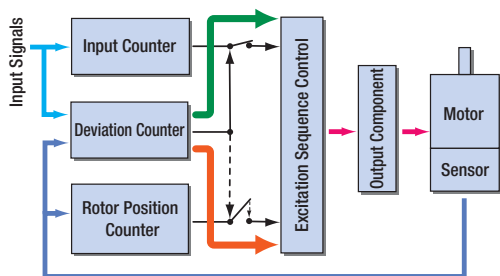 Input Signals
Input Counter
Deviation Counter
Rotor Position
Counter
Excitation Sequence Control
Output Component
Motor
Sensor